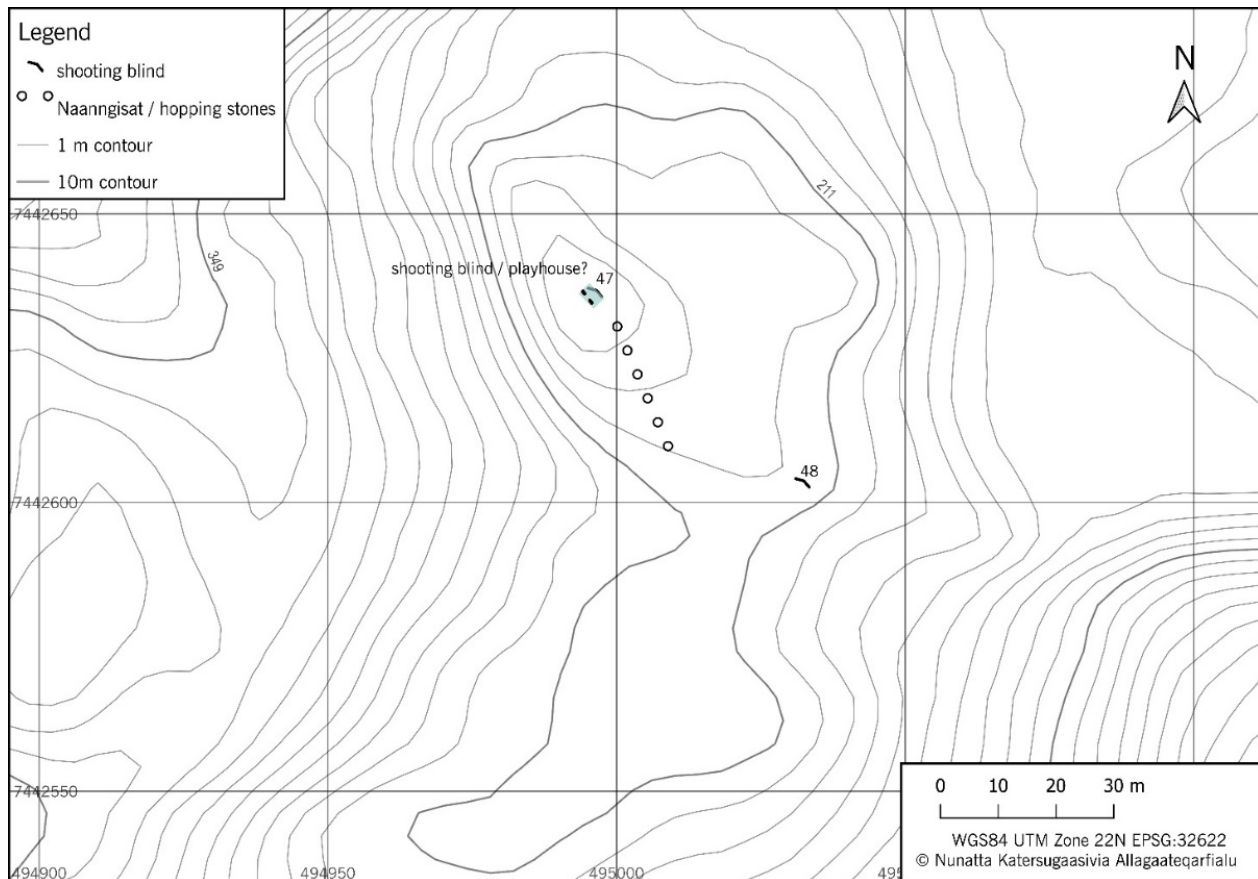 Legend
shooting blind
Naanngisat / hopping stones
1 m contour
10m contour
N
211
7442650
349
shooting blind / playhouse?
47
48
7442600
7442550
0 10 20 30 m
WGS84 UTM Zone 22N EPSG:32622
© Nunatta Katersugaasivia Allagaateqarfialu
494900
494950
495000